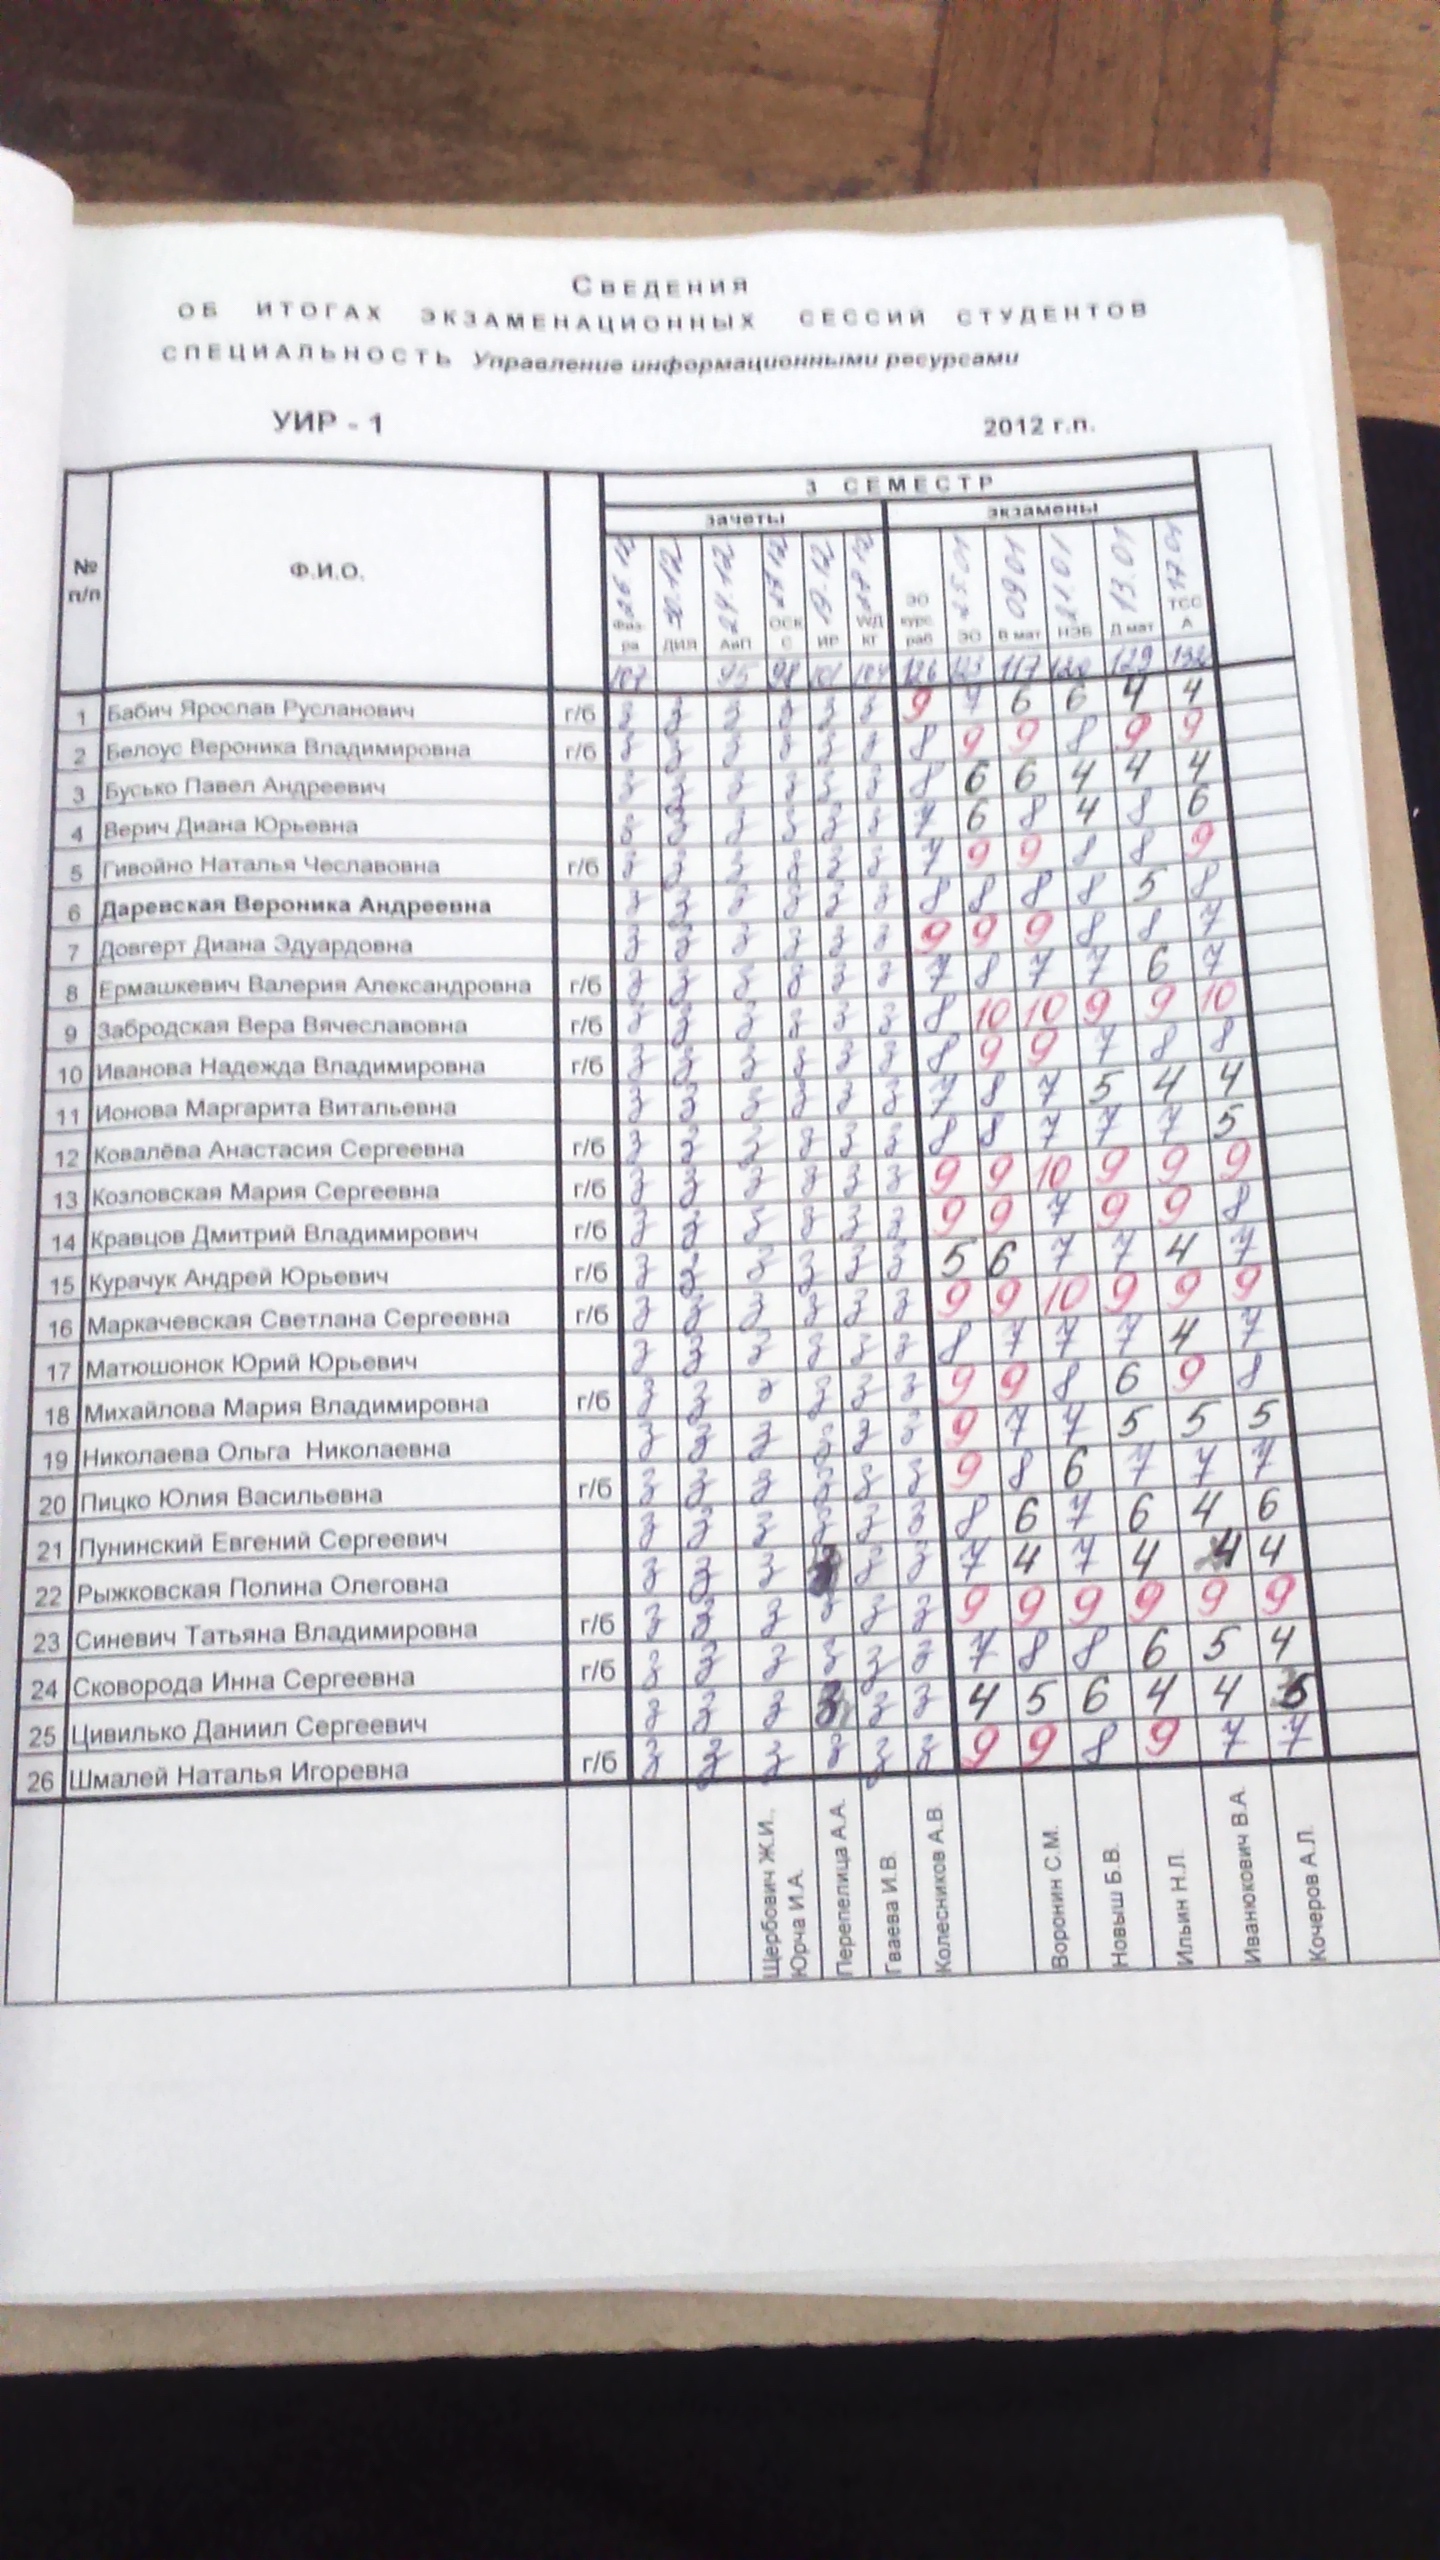 Сведения
ОБ ИТОГАХ ЭКЗАМЕНАЦИОННЫХ СЕССИЙ СТУДЕНТОВ
СПЕЦИАЛЬНОСТЬ Управление информационными ресурсами
УИР - 1 2012 г.п.
3 СЕМЕСТР
зачеты экзамены
№ п/п Ф.И.О.
26.12 30.12 24.12 27.12 19.12 28.12 25.01 09.01 21.01 13.01 17.01
Физ-ра ДИЯ АиП ОСК С ИР ЭО курс раб ЭО В мат НЭБ Д мат ТСС А
107 95 98 101 104 126 123 117 120 129 132
1 Бабич Ярослав Русланович г/б з з з з з з 9 7 6 6 4 4
2 Белоус Вероника Владимировна г/б з з з з з з 8 9 9 8 9 9
3 Бусько Павел Андреевич з з з з з з 8 6 6 4 4 4
4 Верич Диана Юрьевна з з з з з з 7 6 8 4 8 6
5 Гивойно Наталья Чеславовна г/б з з з з з з 7 9 9 8 8 9
6 Даревская Вероника Андреевна з з з з з з 8 8 8 8 5 8
7 Довгерт Диана Эдуардовна з з з з з з 9 9 9 8 8 7
8 Ермашкевич Валерия Александровна г/б з з з з з з 7 8 7 7 6 7
9 Забродская Вера Вячеславовна г/б з з з з з з 8 10 10 9 9 10
10 Иванова Надежда Владимировна г/б з з з з з з 8 9 9 7 8 8
11 Ионова Маргарита Витальевна з з з з з з 7 8 7 5 4 4
12 Ковалёва Анастасия Сергеевна г/б з з з з з з 8 8 7 7 7 5
13 Козловская Мария Сергеевна г/б з з з з з з 9 9 10 9 9 9
14 Кравцов Дмитрий Владимирович г/б з з з з з з 9 9 7 9 9 8
15 Курачук Андрей Юрьевич г/б з з з з з з 5 6 7 7 4 7
16 Маркачевская Светлана Сергеевна г/б з з з з з з 9 9 10 9 9 9
17 Матюшонок Юрий Юрьевич з з з з з з 8 7 7 7 4 7
18 Михайлова Мария Владимировна г/б з з з з з з 9 9 8 6 9 8
19 Николаева Ольга Николаевна з з з з з з 9 7 7 5 5 5
20 Пицко Юлия Васильевна г/б з з з з з з 9 8 6 7 7 7
21 Пунинский Евгений Сергеевич з з з з з з 8 6 7 6 4 6
22 Рыжковская Полина Олеговна з з з з з з 7 4 7 4 4 4
23 Синевич Татьяна Владимировна г/б з з з з з з 9 9 9 9 9 9
24 Сковорода Инна Сергеевна г/б з з з з з з 7 8 8 6 5 4
25 Цивилько Даниил Сергеевич з з з з з з 4 5 6 4 4 5
26 Шмалей Наталья Игоревна г/б з з з з з з 9 9 8 9 7 7
Щербович Ж.И., Юрча И.А.
Перепелица А.А.
Гваева И.В.
Колесников А.В.
Воронин С.М.
Новыш Б.В.
Ильин Н.Л.
Иванюкович В.А.
Кочеров А.Л.